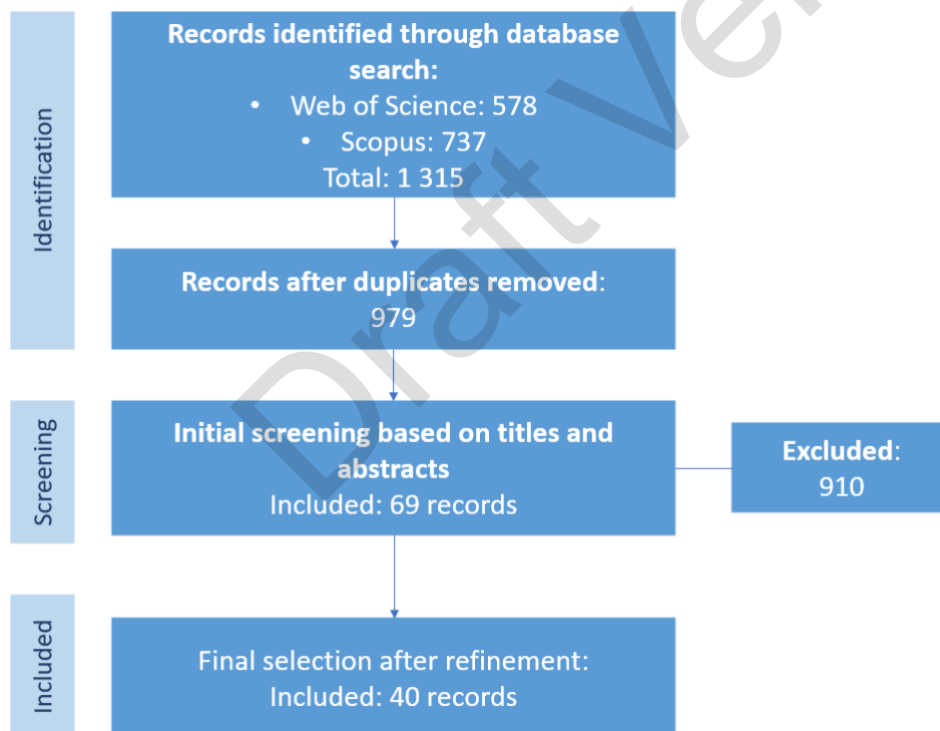 Identification
Records identified through database
search:
• Web of Science: 578
• Scopus: 737
Total: 1 315
Records after duplicates removed:
979
Screening
Initial screening based on titles and
abstracts
Included: 69 records
Excluded:
910
Included
Final selection after refinement:
Included: 40 records
Draft Ve